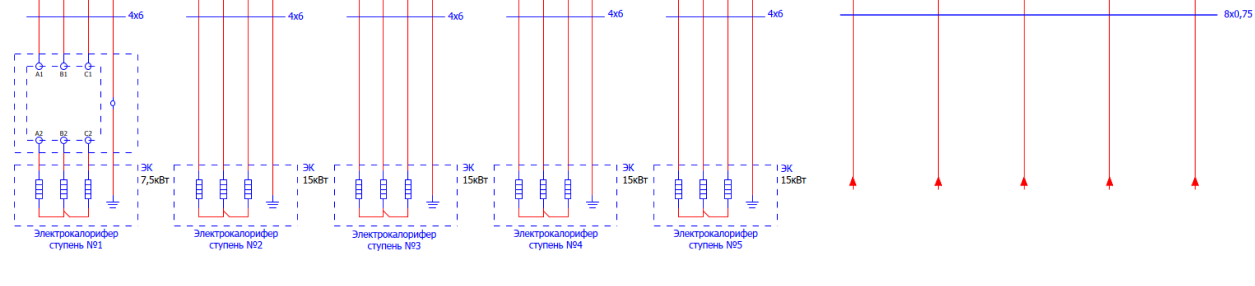 4х6
4х6
4х6
4х6
4х6
8х0,75
A1 B1 C1
A2 B2 C2
ЭК
7,5кВт
ЭК
15кВт
ЭК
15кВт
ЭК
15кВт
ЭК
15кВт
Электрокалорифер
ступень №1
Электрокалорифер
ступень №2
Электрокалорифер
ступень №3
Электрокалорифер
ступень №4
Электрокалорифер
ступень №5